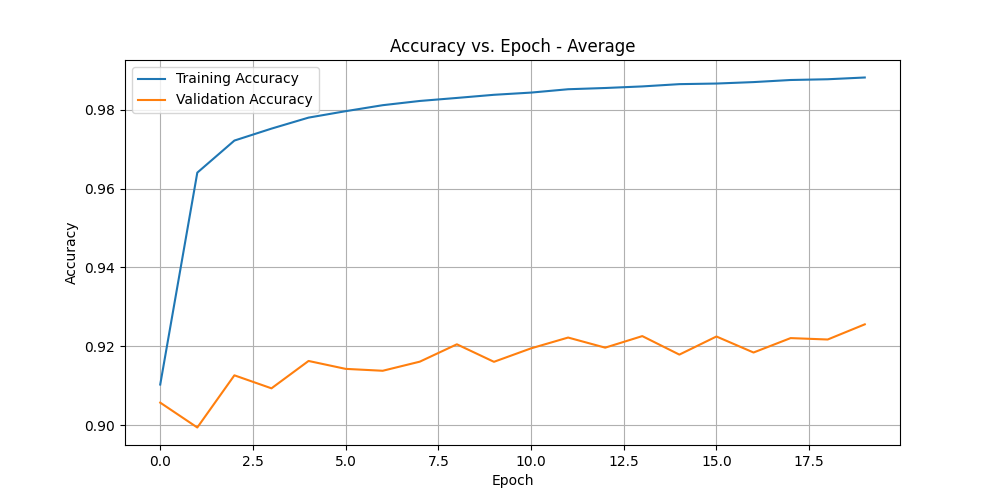 Accuracy vs. Epoch - Average
Training Accuracy
Validation Accuracy
Accuracy
0.98
0.96
0.94
0.92
0.90
0.0 2.5 5.0 7.5 10.0 12.5 15.0 17.5
Epoch